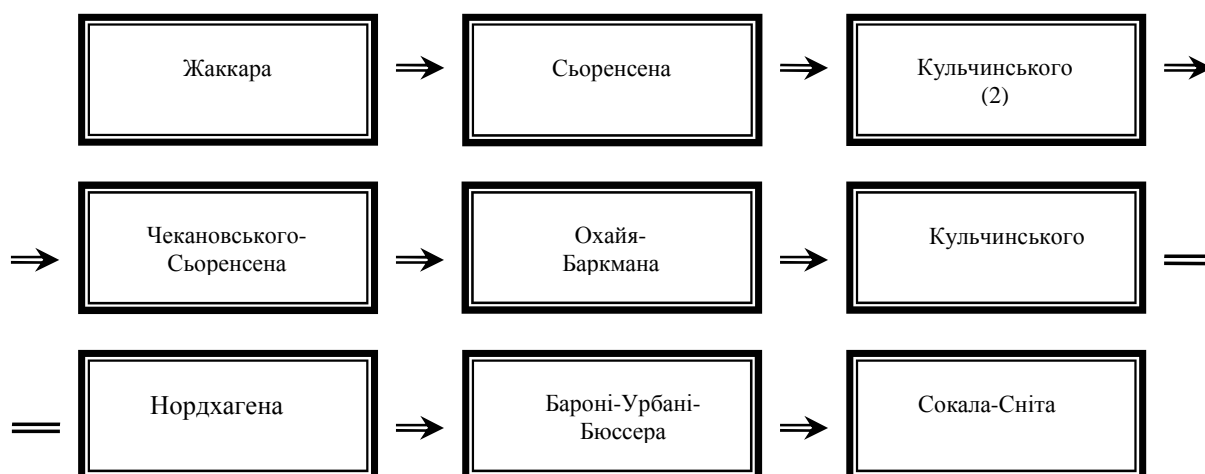 Жаккара
Сьоренсена
Кульчинського
(2)
Чекановського-
Сьоренсена
Охайя-
Баркмана
Кульчинського
Нордхагена
Бароні-Урбані-
Бюссера
Сокала-Сніта